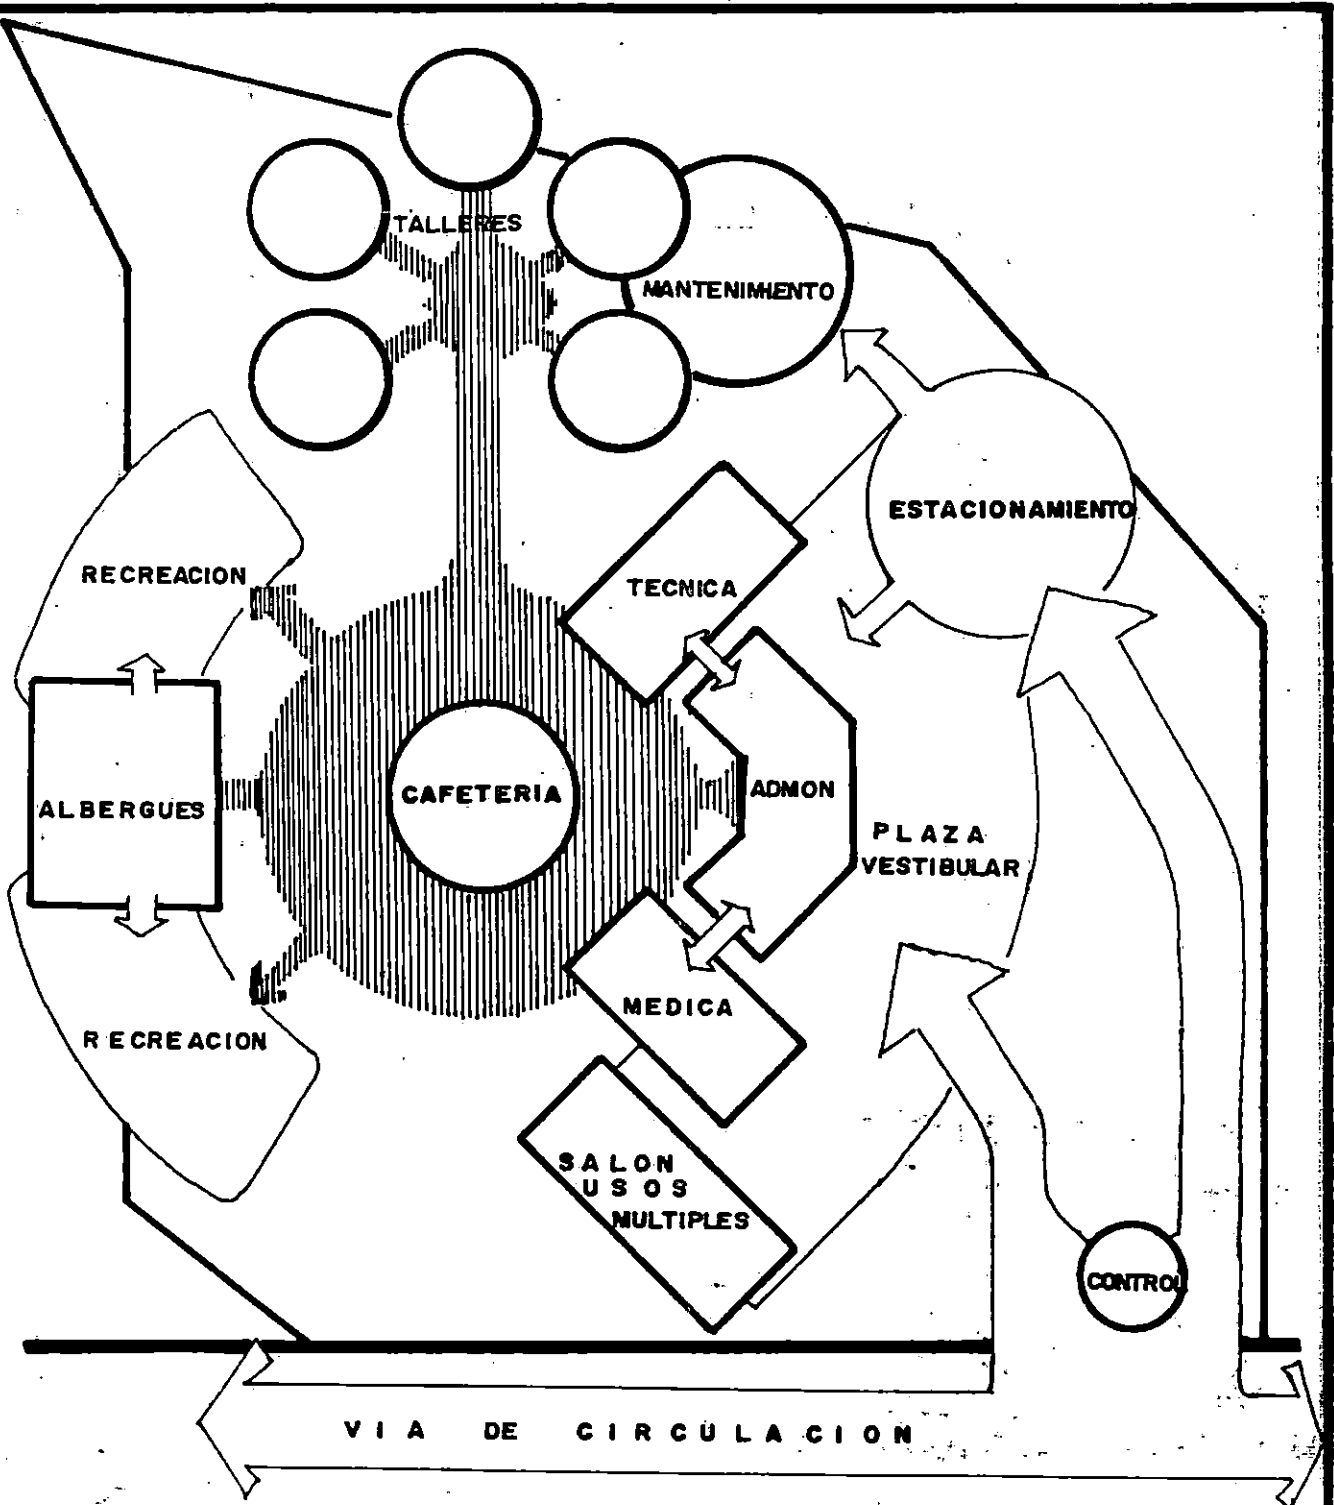 TALLERES
MANTENIMIENTO
ESTACIONAMIENTO
RECREACION
TECNICA
ALBERGUES
CAFETERIA
ADMON
PLAZA
VESTIBULAR
MEDICA
RECREACION
SALON
USOS
MULTIPLES
CONTROL
VIA DE CIRCULACION